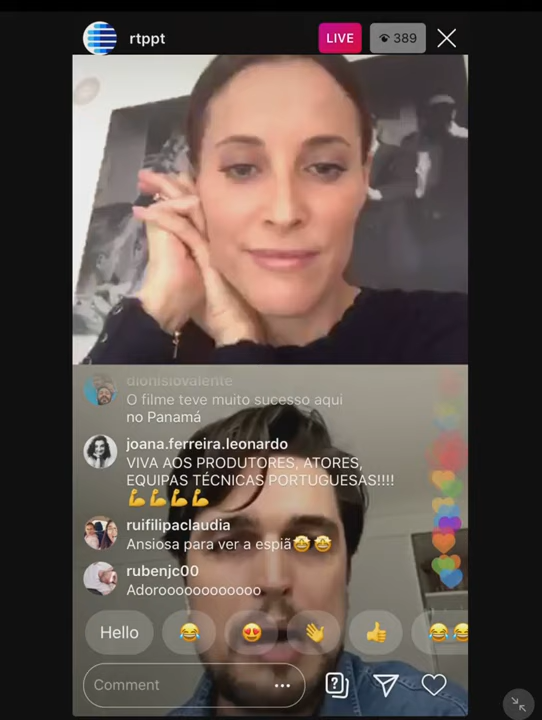 rtppt
LIVE
389
dionisiovalente
O filme teve muito sucesso aqui
no Panamá
joana.ferreira.leonardo
VIVA AOS PRODUTORES, ATORES,
EQUIPAS TÉCNICAS PORTUGUESAS!!!!
💪💪💪💪
ruifilipaclaudia
Ansiosa para ver a espiã🤩🤩
rubenjc00
Adoroooooooooooo
Hello 😂 😍 👋 👍 😂😂
Comment